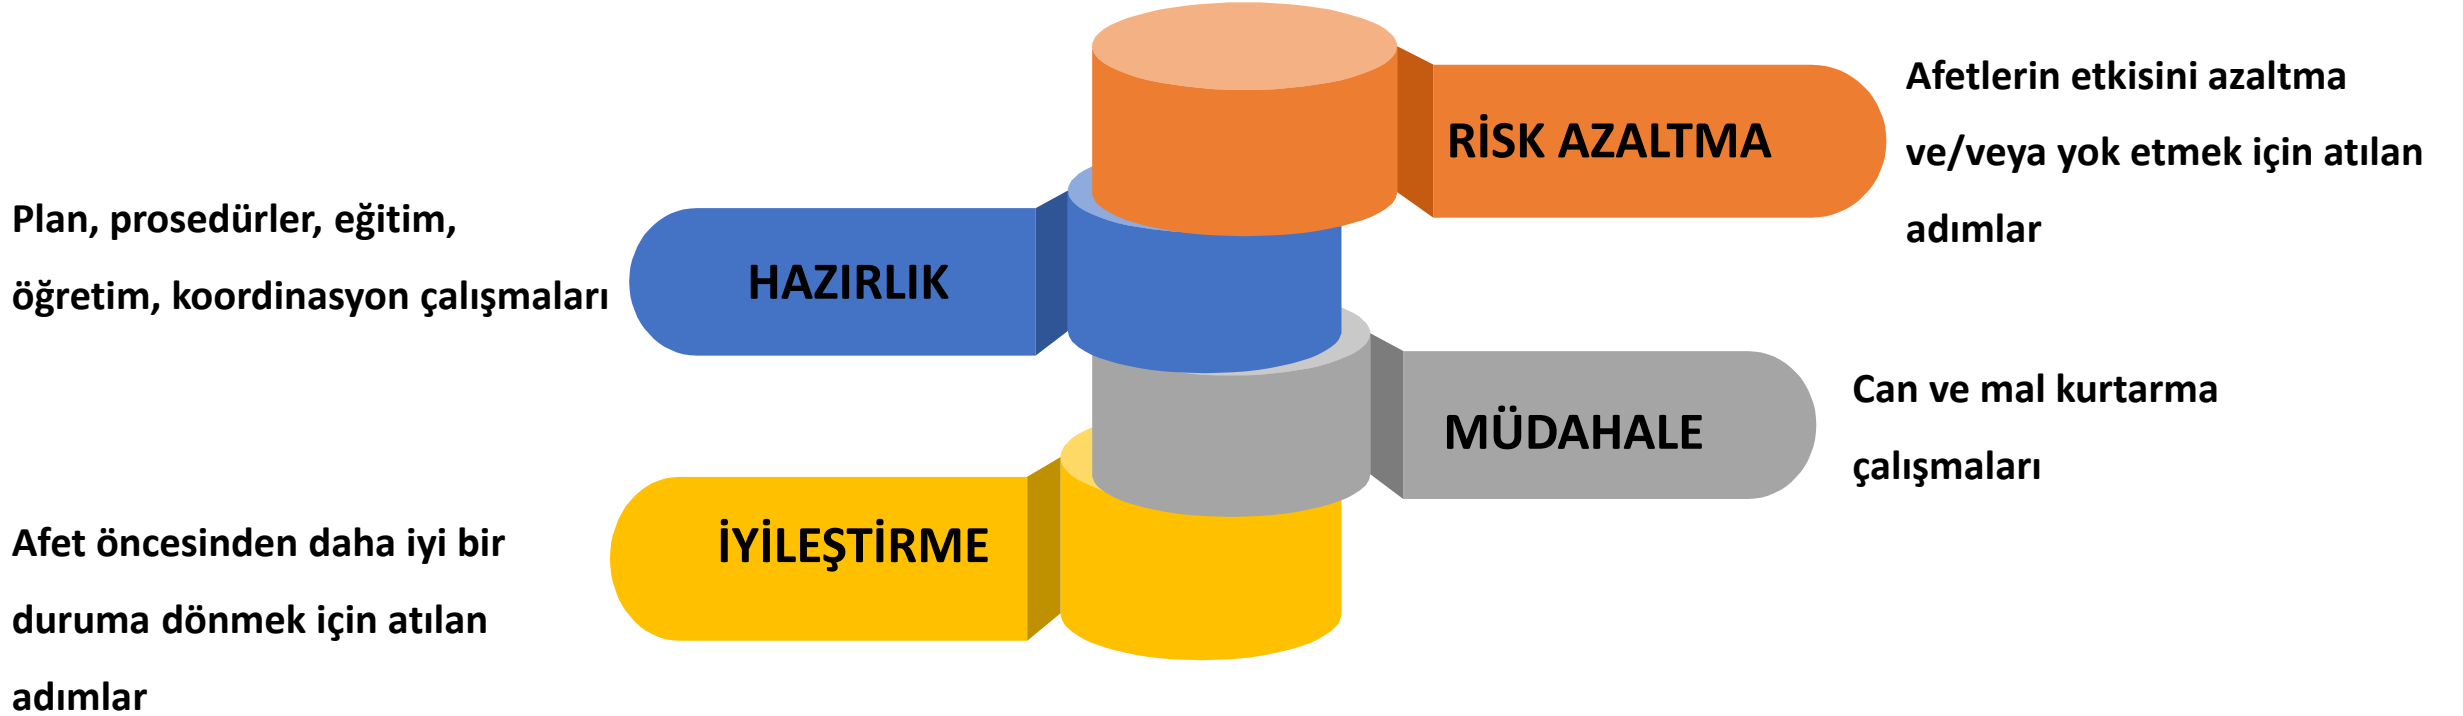 RİSK AZALTMA
Afetlerin etkisini azaltma
ve/veya yok etmek için atılan
adımlar
HAZIRLIK
Plan, prosedürler, eğitim,
öğretim, koordinasyon çalışmaları
MÜDAHALE
Can ve mal kurtarma
çalışmaları
İYİLEŞTİRME
Afet öncesinden daha iyi bir
duruma dönmek için atılan
adımlar